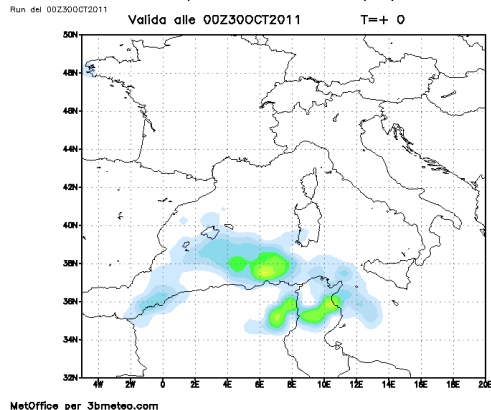 Run del 00Z30OCT2011
Valida alle 00Z30OCT2011 T=+ 0
50N
48N
46N
44N
42N
40N
38N
36N
34N
32N
4W 2W 0 2E 4E 6E 8E 10E 12E 14E 16E 18E 20E
MetOffice per 3bmeteo.com